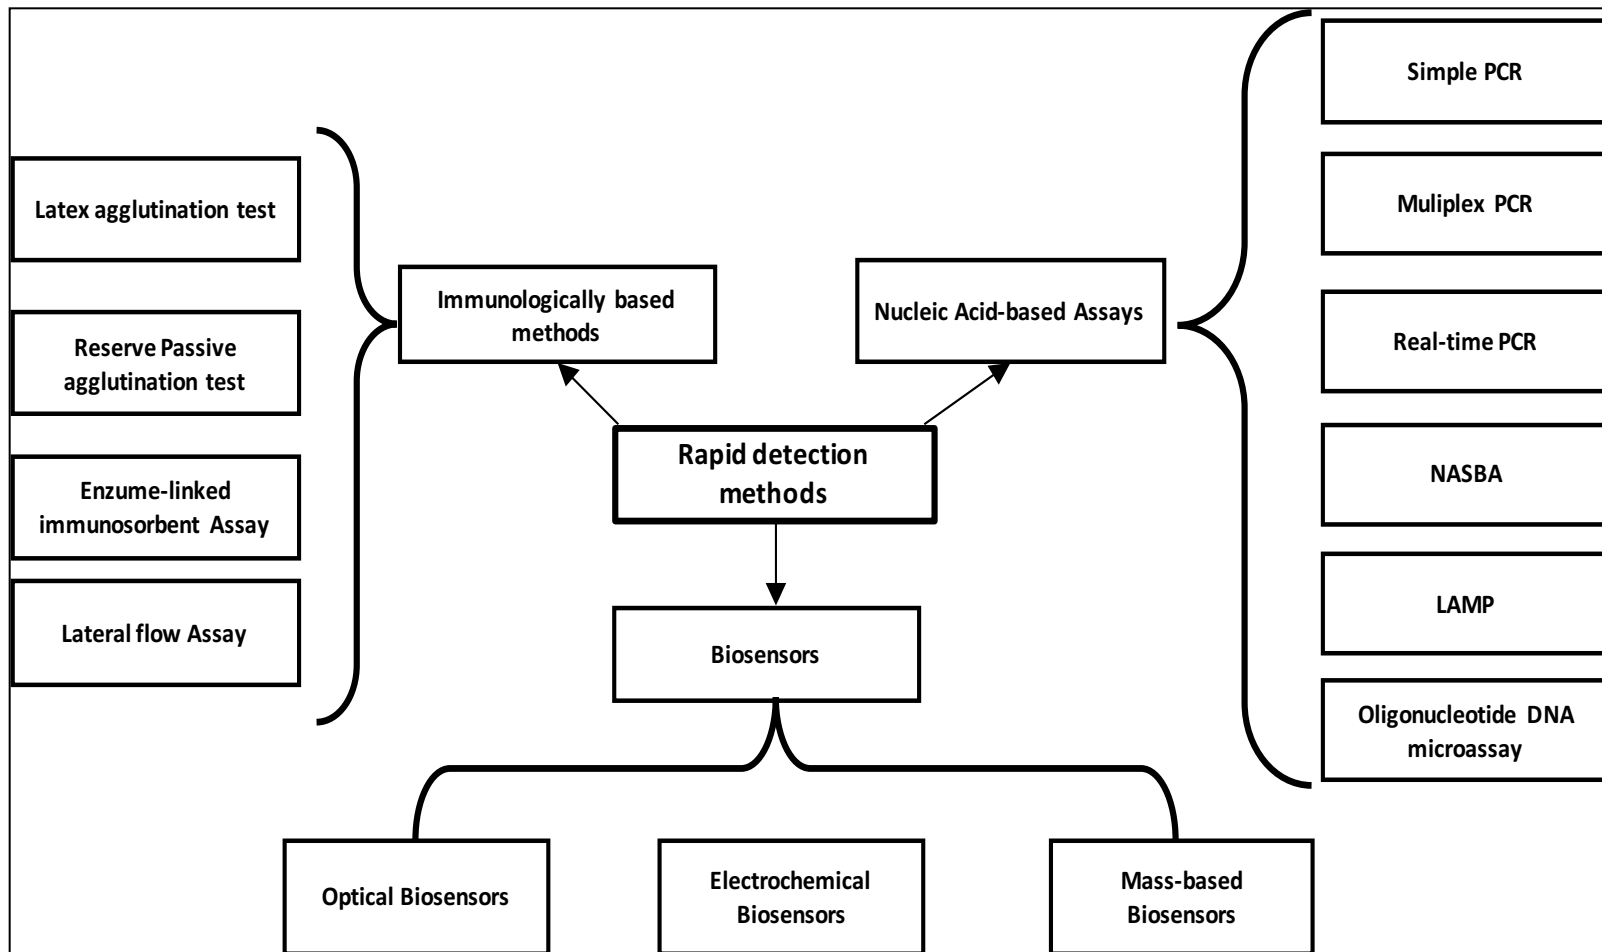 Simple PCR
Muliplex PCR
Latex agglutination test
Immunologically based
methods
Nucleic Acid-based Assays
Real-time PCR
Reserve Passive
agglutination test
Rapid detection
methods
NASBA
Enzume-linked
immunosorbent Assay
LAMP
Lateral flow Assay
Biosensors
Oligonucleotide DNA
microassay
Optical Biosensors
Electrochemical
Biosensors
Mass-based
Biosensors